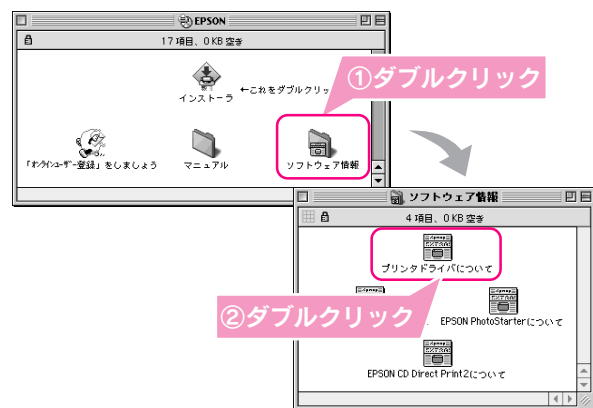 EPSON
17 項目、0 KB 空き
①ダブルクリック
インストーラ ←これをダブルクリッ
「オンラインユーザー登録」をしましょう
マニュアル
ソフトウェア情報
ソフトウェア情報
4 項目、0 KB 空き
プリンタドライバについて
②ダブルクリック
EPSON PhotoStarterについて
EPSON CD Direct Print2について